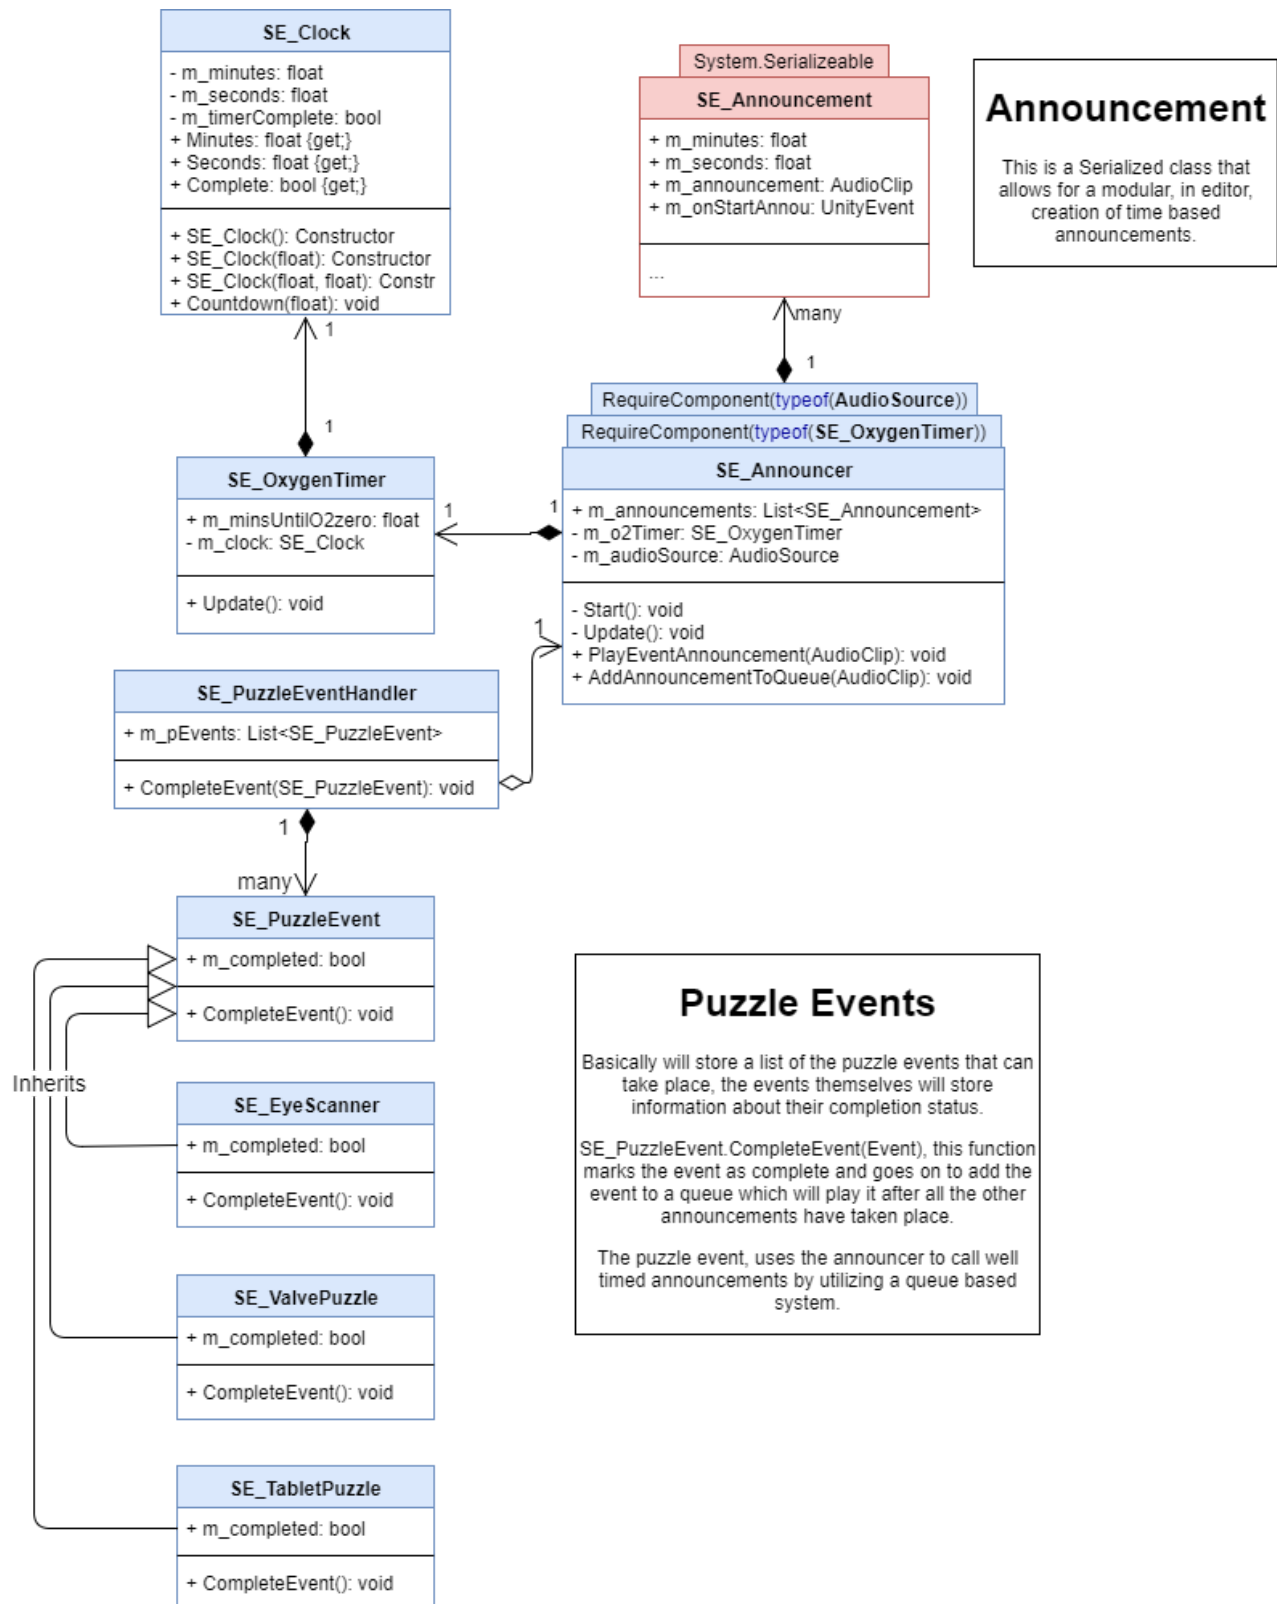 SE_Clock
- m_minutes: float
- m_seconds: float
- m_timerComplete: bool
+ Minutes: float {get;}
+ Seconds: float {get;}
+ Complete: bool {get;}
+ SE_Clock(): Constructor
+ SE_Clock(float): Constructor
+ SE_Clock(float, float): Constr
+ Countdown(float): void
System.Serializeable
SE_Announcement
+ m_minutes: float
+ m_seconds: float
+ m_announcement: AudioClip
+ m_onStartAnnou: UnityEvent
...
Announcement
This is a Serialized class that
allows for a modular, in editor,
creation of time based
announcements.
1
many
1
1
RequireComponent(typeof(AudioSource))
RequireComponent(typeof(SE_OxygenTimer))
SE_Announcer
+ m_announcements: List<SE_Announcement>
- m_o2Timer: SE_OxygenTimer
- m_audioSource: AudioSource
- Start(): void
- Update(): void
+ PlayEventAnnouncement(AudioClip): void
+ AddAnnouncementToQueue(AudioClip): void
SE_OxygenTimer
+ m_minsUntilO2zero: float
- m_clock: SE_Clock
+ Update(): void
1
1
1
SE_PuzzleEventHandler
+ m_pEvents: List<SE_PuzzleEvent>
+ CompleteEvent(SE_PuzzleEvent): void
1
many
SE_PuzzleEvent
+ m_completed: bool
+ CompleteEvent(): void
Inherits
SE_EyeScanner
+ m_completed: bool
+ CompleteEvent(): void
SE_ValvePuzzle
+ m_completed: bool
+ CompleteEvent(): void
SE_TabletPuzzle
+ m_completed: bool
+ CompleteEvent(): void
Puzzle Events
Basically will store a list of the puzzle events that can
take place, the events themselves will store
information about their completion status.
SE_PuzzleEvent.CompleteEvent(Event), this function
marks the event as complete and goes on to add the
event to a queue which will play it after all the other
announcements have taken place.
The puzzle event, uses the announcer to call well
timed announcements by utilizing a queue based
system.